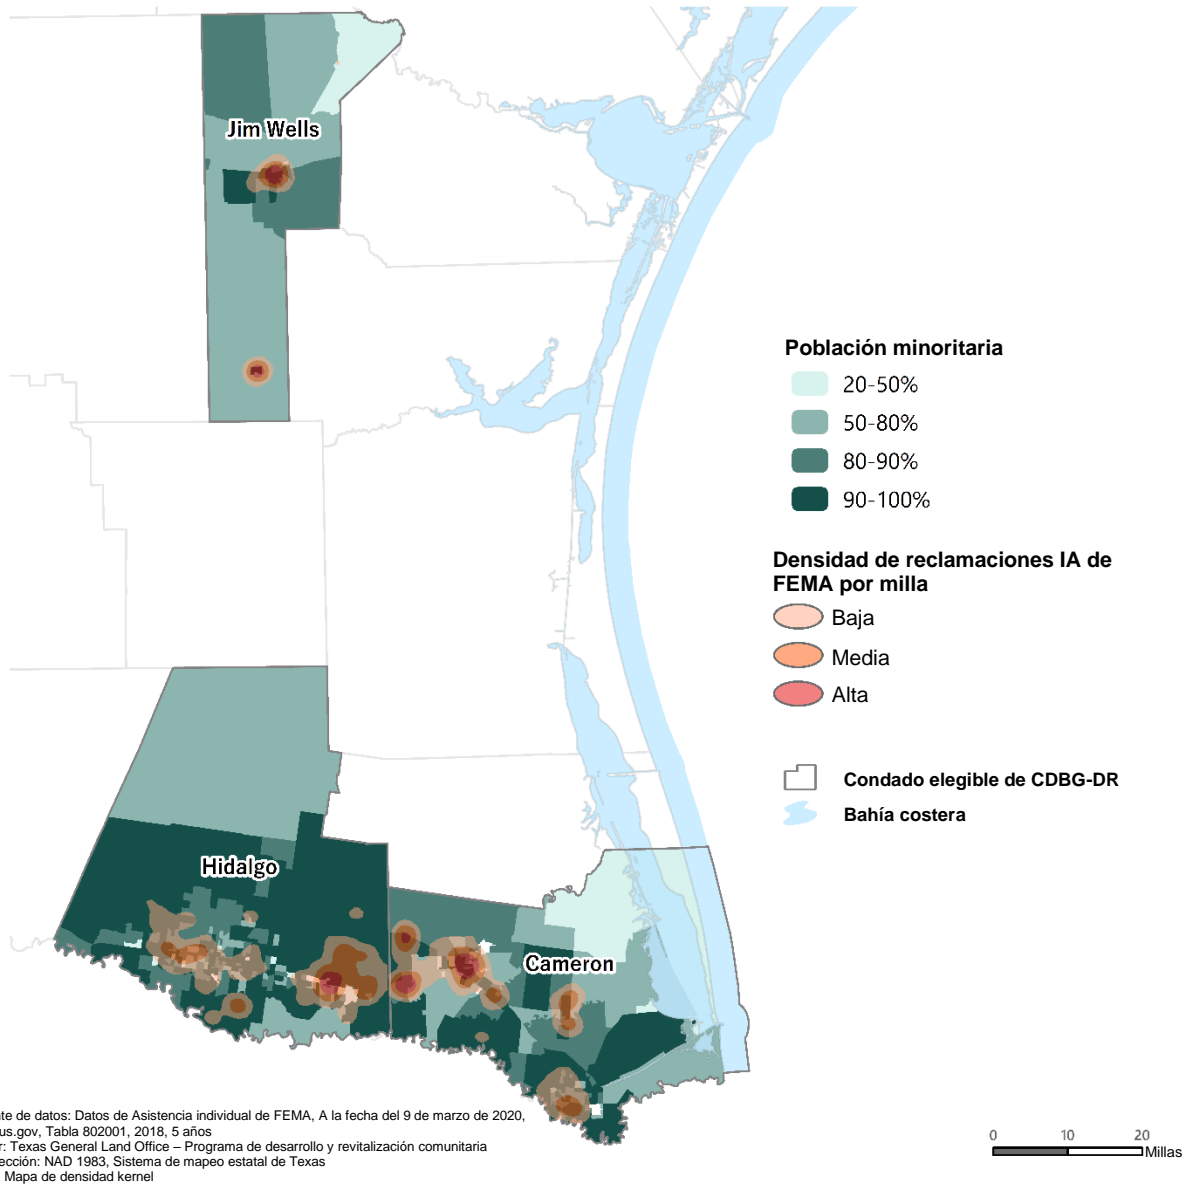 Jim Wells
Población minoritaria
20-50%
50-80%
80-90%
90-100%
Densidad de reclamaciones IA de
FEMA por milla
Baja
Media
Alta
Condado elegible de CDBG-DR
Bahía costera
Hidalgo
Cameron
de datos: Datos de Asistencia individual de FEMA, A la fecha del 9 de marzo de 2020,
Tabla 802001, 2018, 5 años
Texas General Land Office – Programa de desarrollo y revitalización comunitaria
NAD 1983, Sistema de mapeo estatal de Texas
Mapa de densidad kernel
0 10 20
Millas